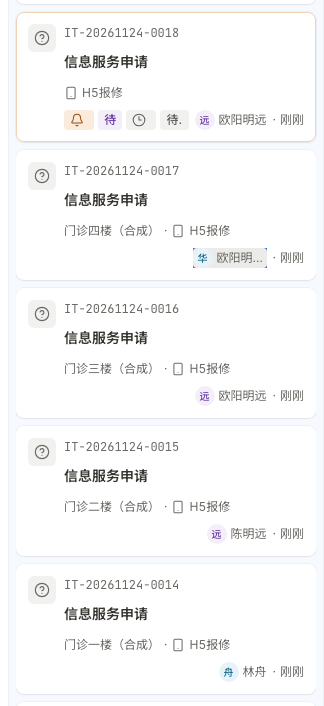 IT-20261124-0018
信息服务申请
H5报修
待 待. 远 欧阳明远 · 刚刚
IT-20261124-0017
信息服务申请
门诊四楼（合成） · H5报修
华 欧阳明... · 刚刚
IT-20261124-0016
信息服务申请
门诊三楼（合成） · H5报修
远 欧阳明远 · 刚刚
IT-20261124-0015
信息服务申请
门诊二楼（合成） · H5报修
远 陈明远 · 刚刚
IT-20261124-0014
信息服务申请
门诊一楼（合成） · H5报修
舟 林舟 · 刚刚